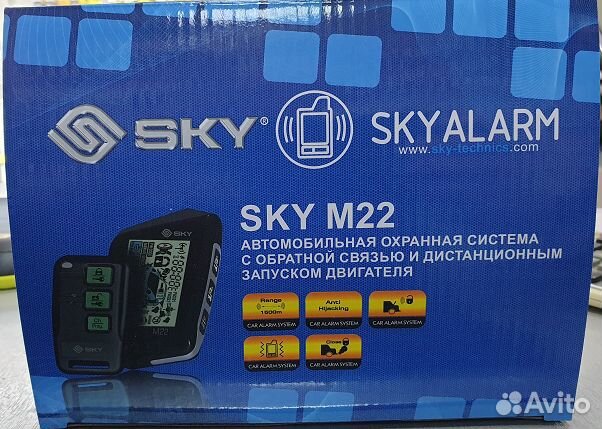 SKY®
SKYALARM
www.sky-technics.com
SKY M22
АВТОМОБИЛЬНАЯ ОХРАННАЯ СИСТЕМА
С ОБРАТНОЙ СВЯЗЬЮ И ДИСТАНЦИОННЫМ
ЗАПУСКОМ ДВИГАТЕЛЯ
Range
1600m
CAR ALARM SYSTEM
Anti
Hijacking
CAR ALARM SYSTEM
CAR ALARM SYSTEM
CAR ALARM SYSTEM
Close
CAR ALARM SYSTEM
SKY
M23
SKY
Avito